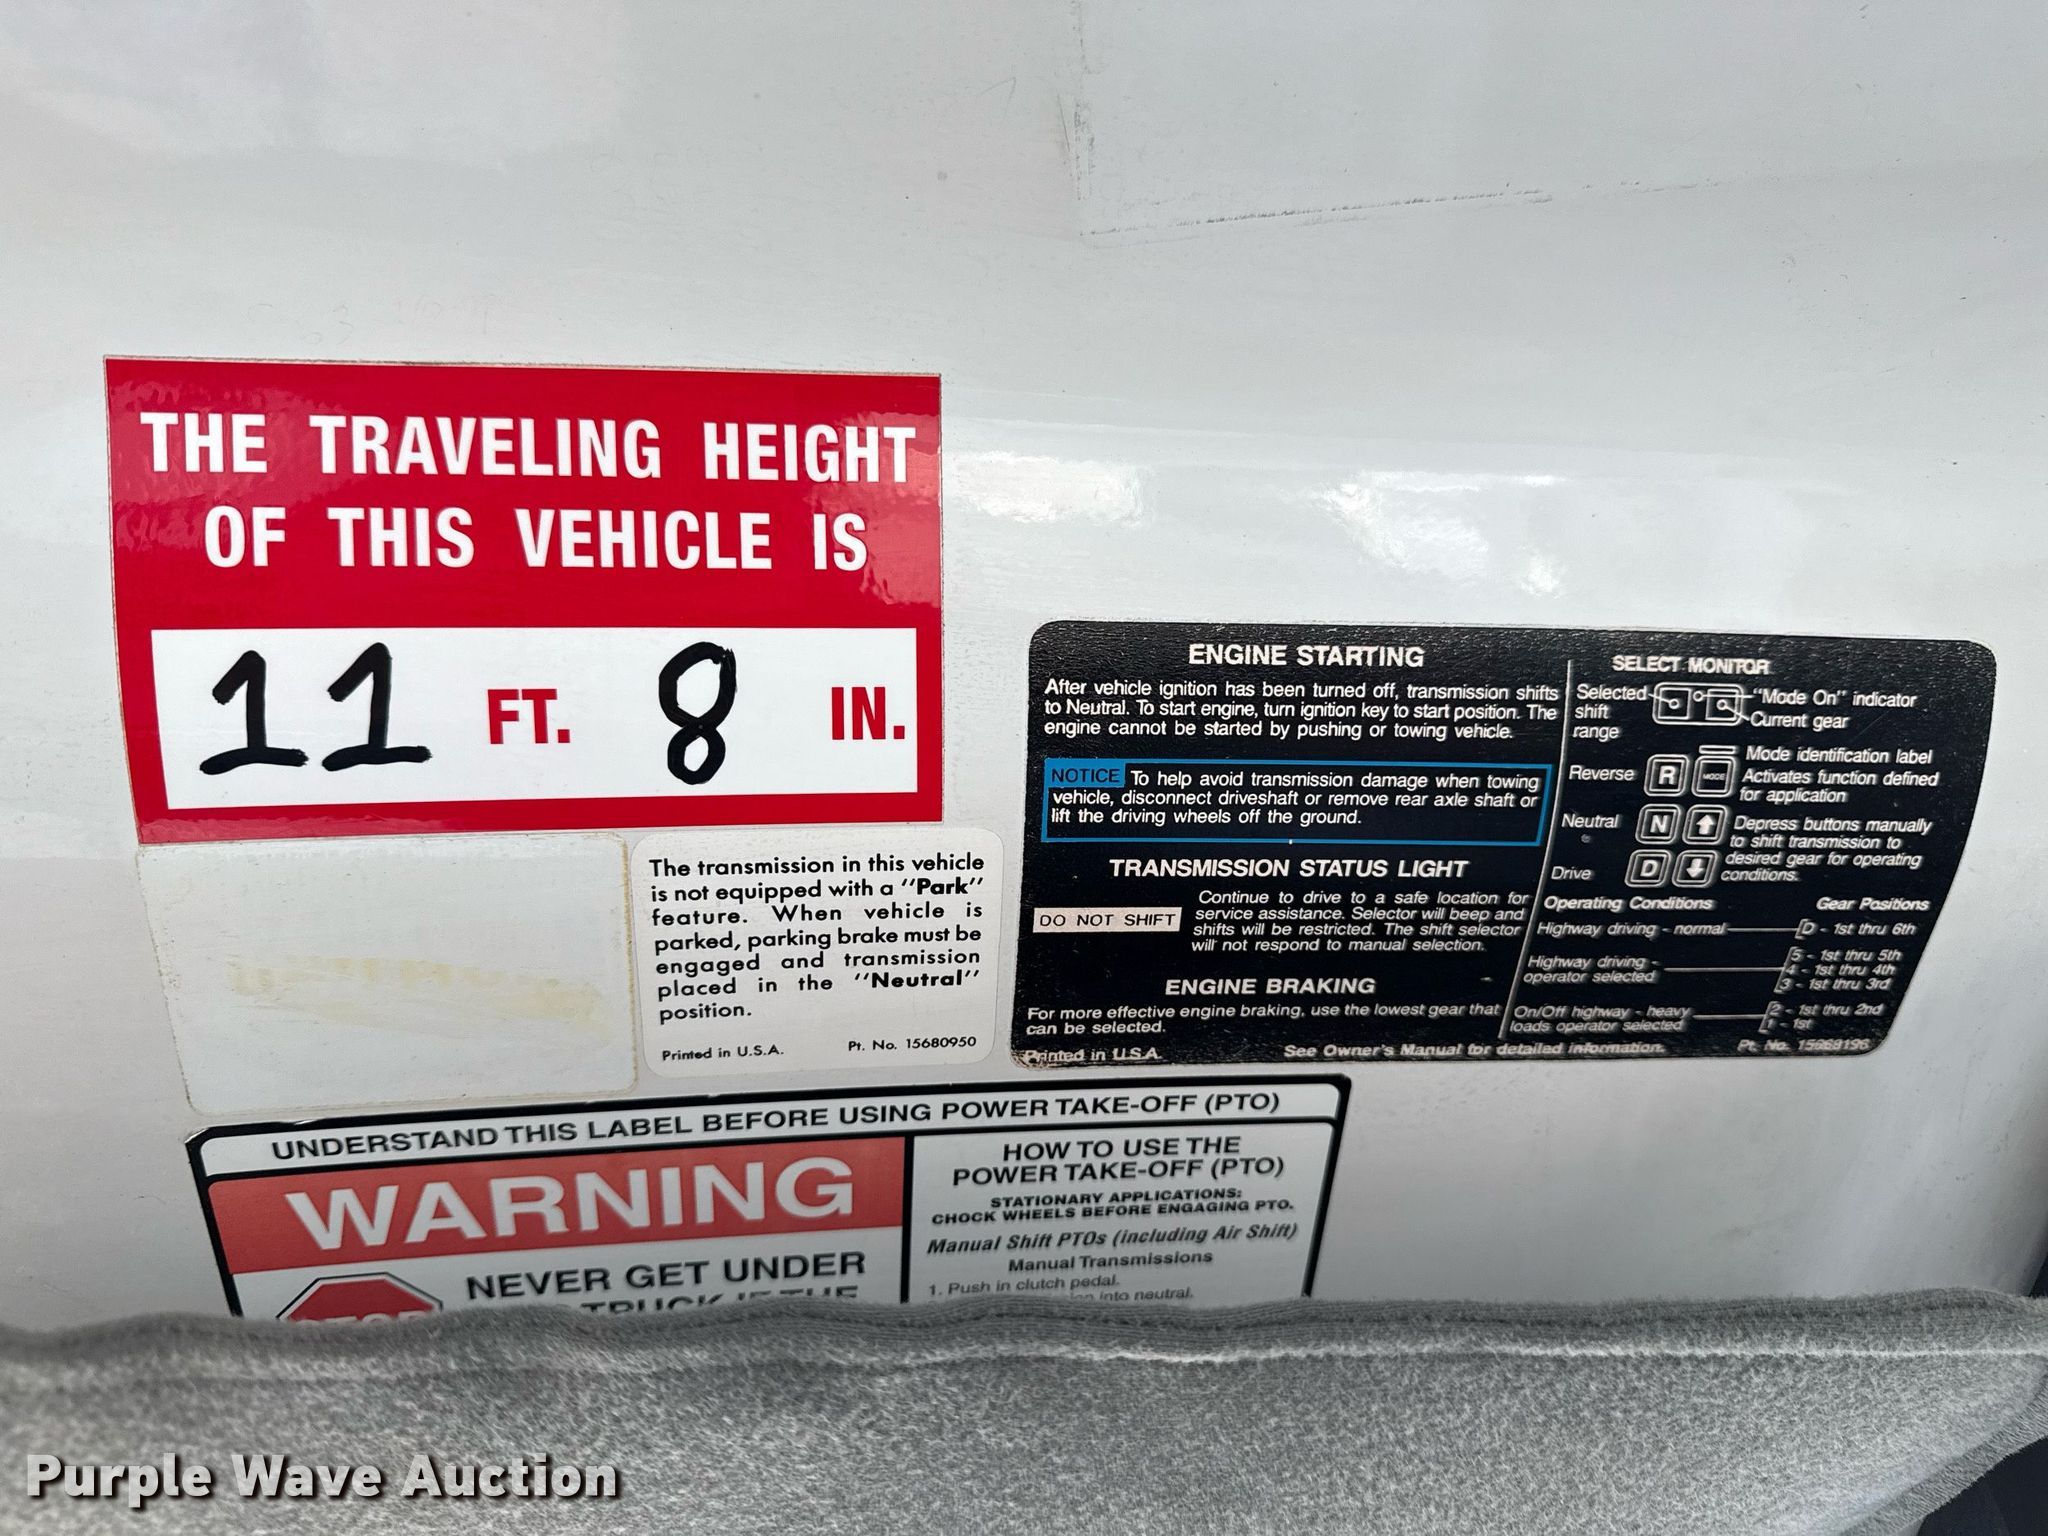 THE TRAVELING HEIGHT
OF THIS VEHICLE IS
11 FT. 8 IN.
The transmission in this vehicle
is not equipped with a "Park"
feature. When vehicle is
parked, parking brake must be
engaged and transmission
placed in the "Neutral"
position.
Printed in U.S.A. Pt. No. 15680950
ENGINE STARTING
After vehicle ignition has been turned off, transmission shifts
to Neutral. To start engine, turn ignition key to start position. The
engine cannot be started by pushing or towing vehicle.
NOTICE To help avoid transmission damage when towing
vehicle, disconnect driveshaft or remove rear axle shaft or
lift the driving wheels off the ground.
TRANSMISSION STATUS LIGHT
DO NOT SHIFT
Continue to drive to a safe location for
service assistance. Selector will beep and
shifts will be restricted. The shift selector
will not respond to manual selection.
ENGINE BRAKING
For more effective engine braking, use the lowest gear that
can be selected.
SELECT MONITOR
Selected
shift
range
"Mode On" indicator
Current gear
Mode identification label
Reverse R MODE Activates function defined
for application
Neutral N Depress buttons manually
to shift transmission to
Drive D desired gear for operating
conditions.
Operating Conditions Gear Positions
Highway driving - normal D - 1st thru 6th
Highway driving -
operator selected
5 - 1st thru 5th
4 - 1st thru 4th
3 - 1st thru 3rd
On/Off highway - heavy
loads operator selected
2 - 1st thru 2nd
1 - 1st
Printed in U.S.A. See Owner's Manual for detailed information. Pt. No. 15668196
UNDERSTAND THIS LABEL BEFORE USING POWER TAKE-OFF (PTO)
WARNING
NEVER GET UNDER
TRUCK IF THE
STOP
HOW TO USE THE
POWER TAKE-OFF (PTO)
STATIONARY APPLICATIONS:
CHOCK WHEELS BEFORE ENGAGING PTO.
Manual Shift PTOs (including Air Shift)
Manual Transmissions
1. Push in clutch pedal.
into neutral.
Purple Wave Auction